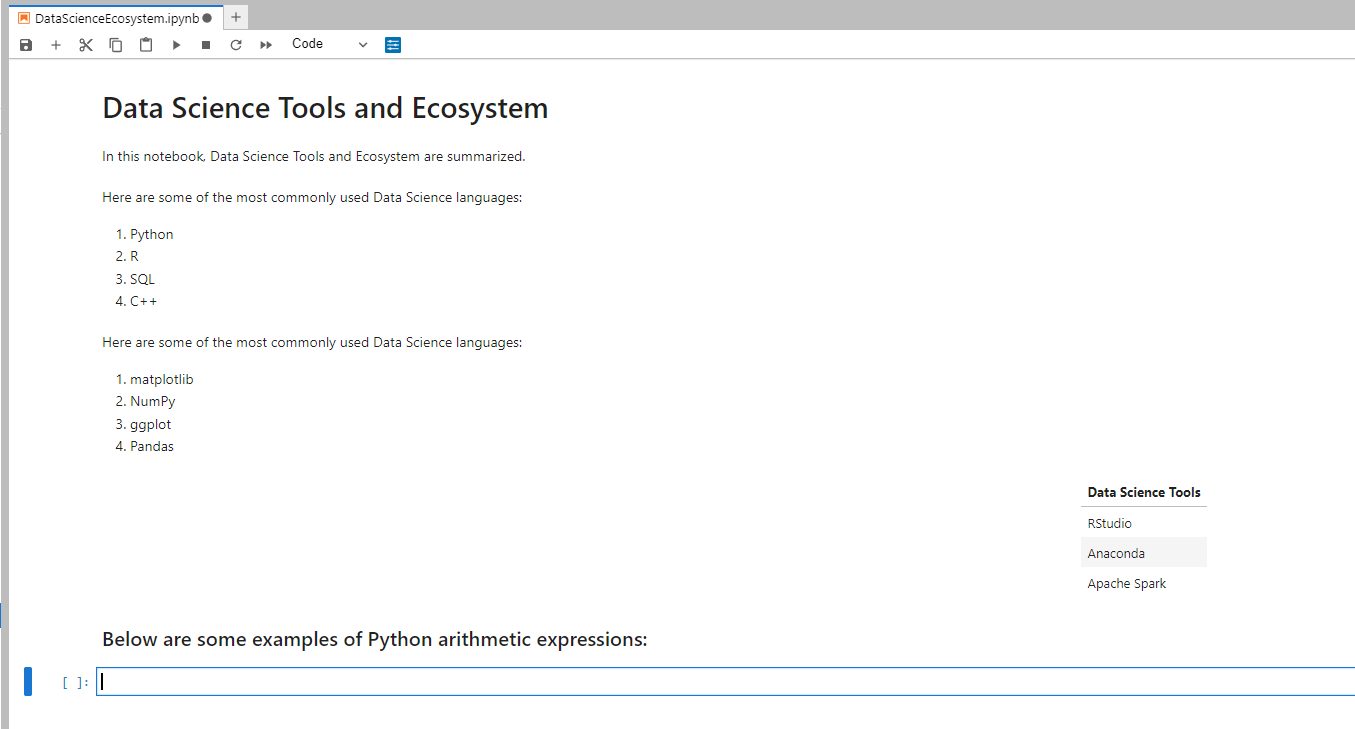 DataScienceEcosystem.ipynb
Code
Data Science Tools and Ecosystem
In this notebook, Data Science Tools and Ecosystem are summarized.
Here are some of the most commonly used Data Science languages:
1. Python
2. R
3. SQL
4. C++
Here are some of the most commonly used Data Science languages:
1. matplotlib
2. NumPy
3. ggplot
4. Pandas
Data Science Tools
RStudio
Anaconda
Apache Spark
Below are some examples of Python arithmetic expressions:
[ ]: